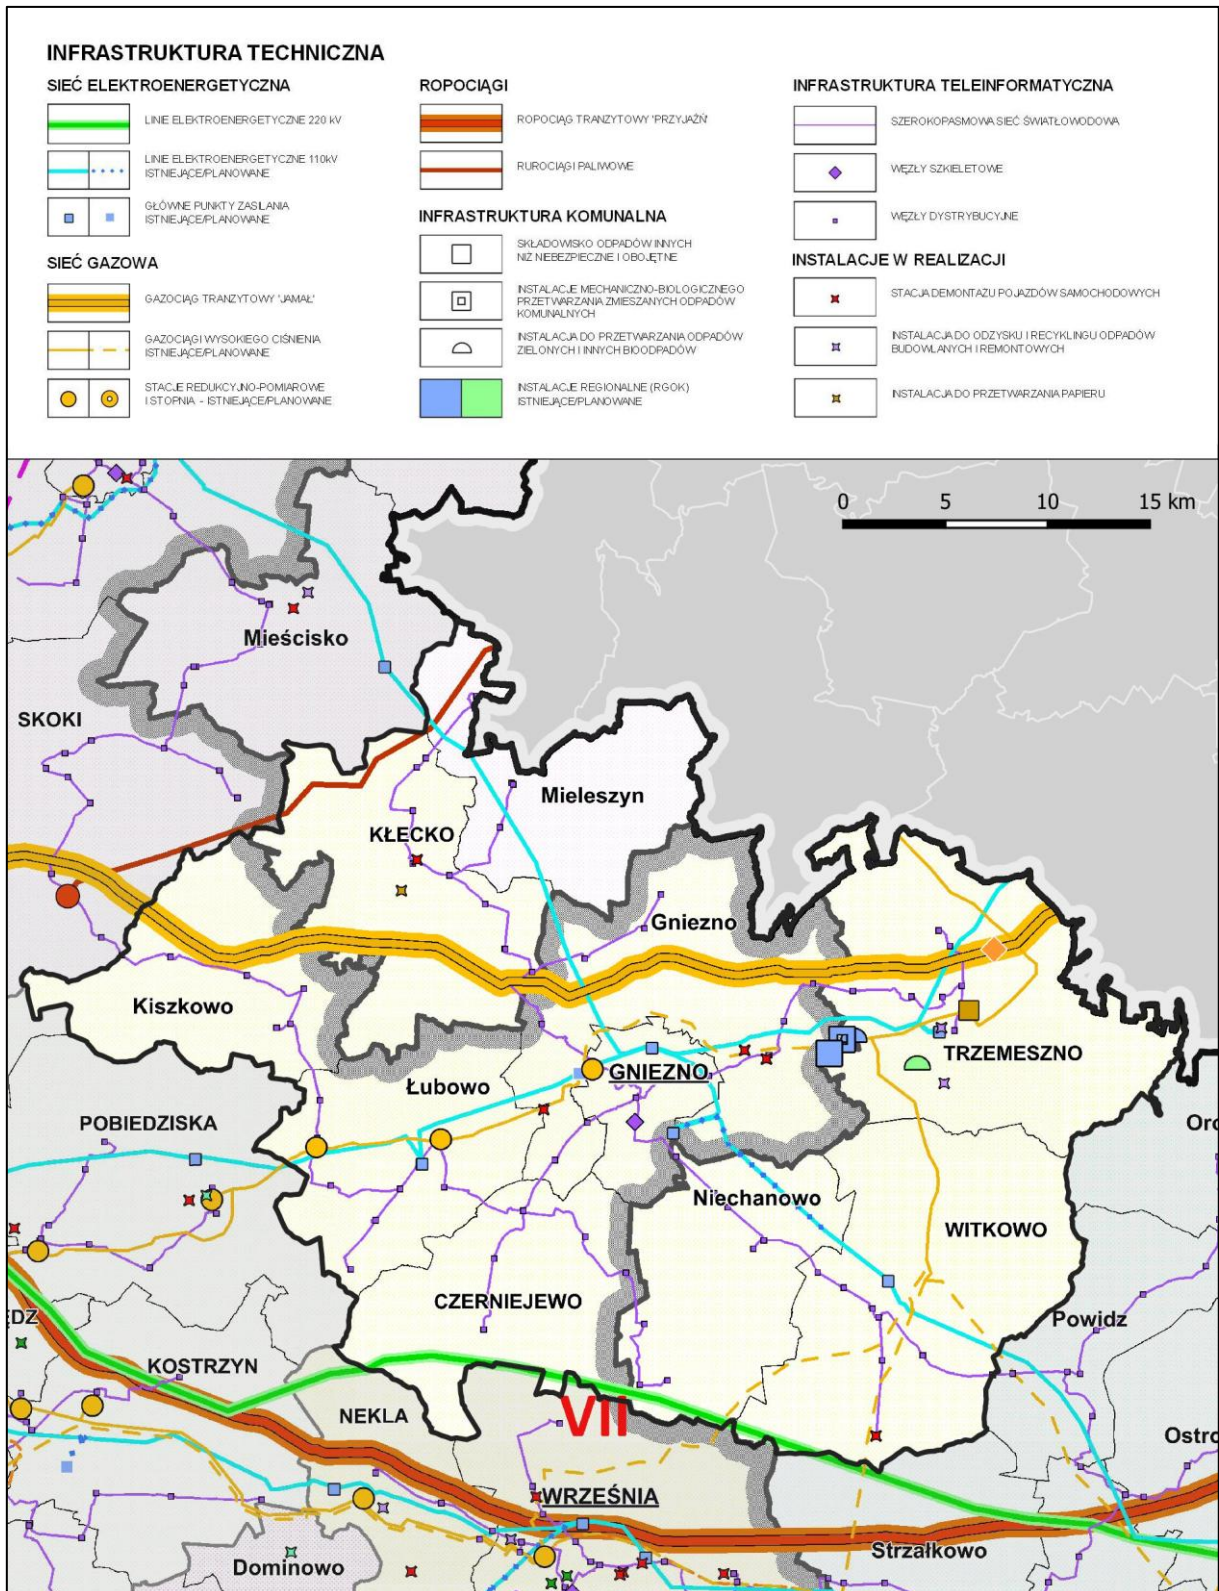 INFRASTRUKTURA TECHNICZNA
SIEĆ ELEKTROENERGETYCZNA
LINIE ELEKTROENERGETYCZNE 220 kV
LINIE ELEKTROENERGETYCZNE 110kV
ISTNIEJĄCE/PLANOWANE
GŁÓWNE PUNKTY ZASILANIA
ISTNIEJĄCE/PLANOWANE
SIEĆ GAZOWA
GAZOCIĄG TRANZYTOWY 'JAMAŁ'
GAZOCIĄGI WYSOKIEGO CIŚNIENIA
ISTNIEJĄCE/PLANOWANE
STACJE REDUKCYJNO-POMIAROWE
I STOPNIA - ISTNIEJĄCE/PLANOWANE
ROPOCIĄGI
ROPOCIĄG TRANZYTOWY 'PRZYJAŹŃ'
RUROCIĄGI PALIWOWE
INFRASTRUKTURA KOMUNALNA
SKŁADOWISKO ODPADÓW INNYCH
NIŻ NIEBEZPIECZNE I OBOJĘTNE
INSTALACJE MECHANICZNO-BIOLOGICZNEGO
PRZETWARZANIA ZMIESZANYCH ODPADÓW
KOMUNALNYCH
INSTALACJA DO PRZETWARZANIA ODPADÓW
ZIELONYCH I INNYCH BIOODPADÓW
INSTALACJE REGIONALNE (RGOK)
ISTNIEJĄCE/PLANOWANE
INFRASTRUKTURA TELEINFORMATYCZNA
SZEROKOPASMOWA SIEĆ ŚWIATŁOWODOWA
WĘZŁY SZKIELETOWE
WĘZŁY DYSTRYBUCYJNE
INSTALACJE W REALIZACJI
STACJA DEMONTAŻU POJAZDÓW SAMOCHODOWYCH
INSTALACJA DO ODZYSKU I RECYKLINGU ODPADÓW
BUDOWLANYCH I REMONTOWYCH
INSTALACJA DO PRZETWARZANIA PAPIERU
0 5 10 15 km
Mieścisko
SKOKI
Mieleszyn
KŁECKO
Gniezno
Kiszkowo
TRZEMESZNO
GNIEZNO
Łubowo
POBIEDZISKA
Orc
Niechanowo
WITKOWO
CZERNIEJEWO
Powidz
EDZ
KOSTRZYN
NEKLA
VII
Ostro
WRZEŚNIA
Strzałkowo
Dominowo